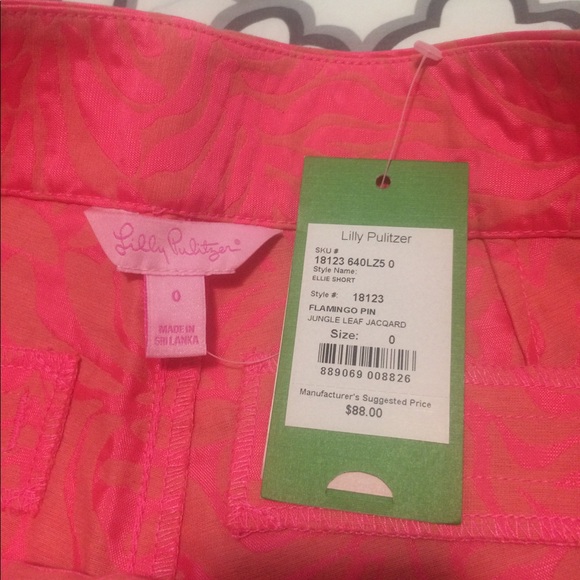 Lilly Pulitzer®
0
MADE IN
SRI LANKA
Lilly Pulitzer
SKU #
18123 640LZ5 0
Style Name:
ELLIE SHORT
Style #: 18123
FLAMINGO PIN
JUNGLE LEAF JACQARD
Size: 0
889069 008826
Manufacturer's Suggested Price
$88.00